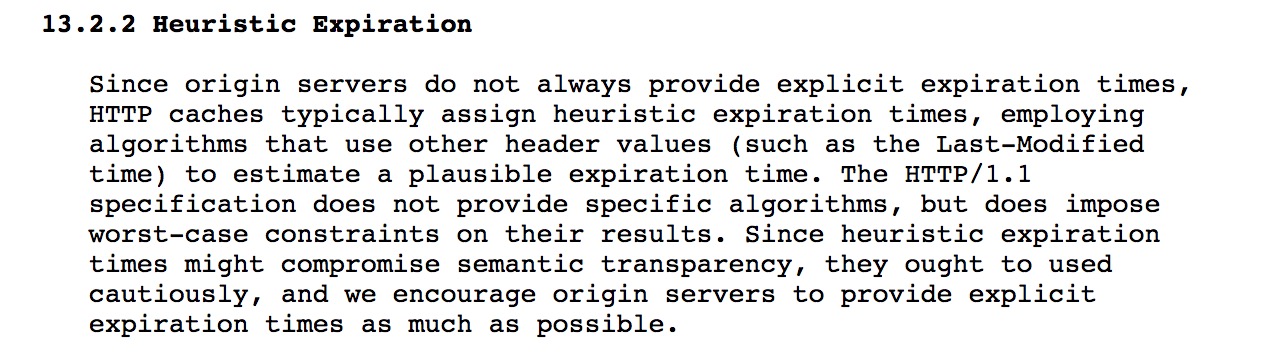 13.2.2 Heuristic Expiration
Since origin servers do not always provide explicit expiration times,
HTTP caches typically assign heuristic expiration times, employing
algorithms that use other header values (such as the Last-Modified
time) to estimate a plausible expiration time. The HTTP/1.1
specification does not provide specific algorithms, but does impose
worst-case constraints on their results. Since heuristic expiration
times might compromise semantic transparency, they ought to used
cautiously, and we encourage origin servers to provide explicit
expiration times as much as possible.